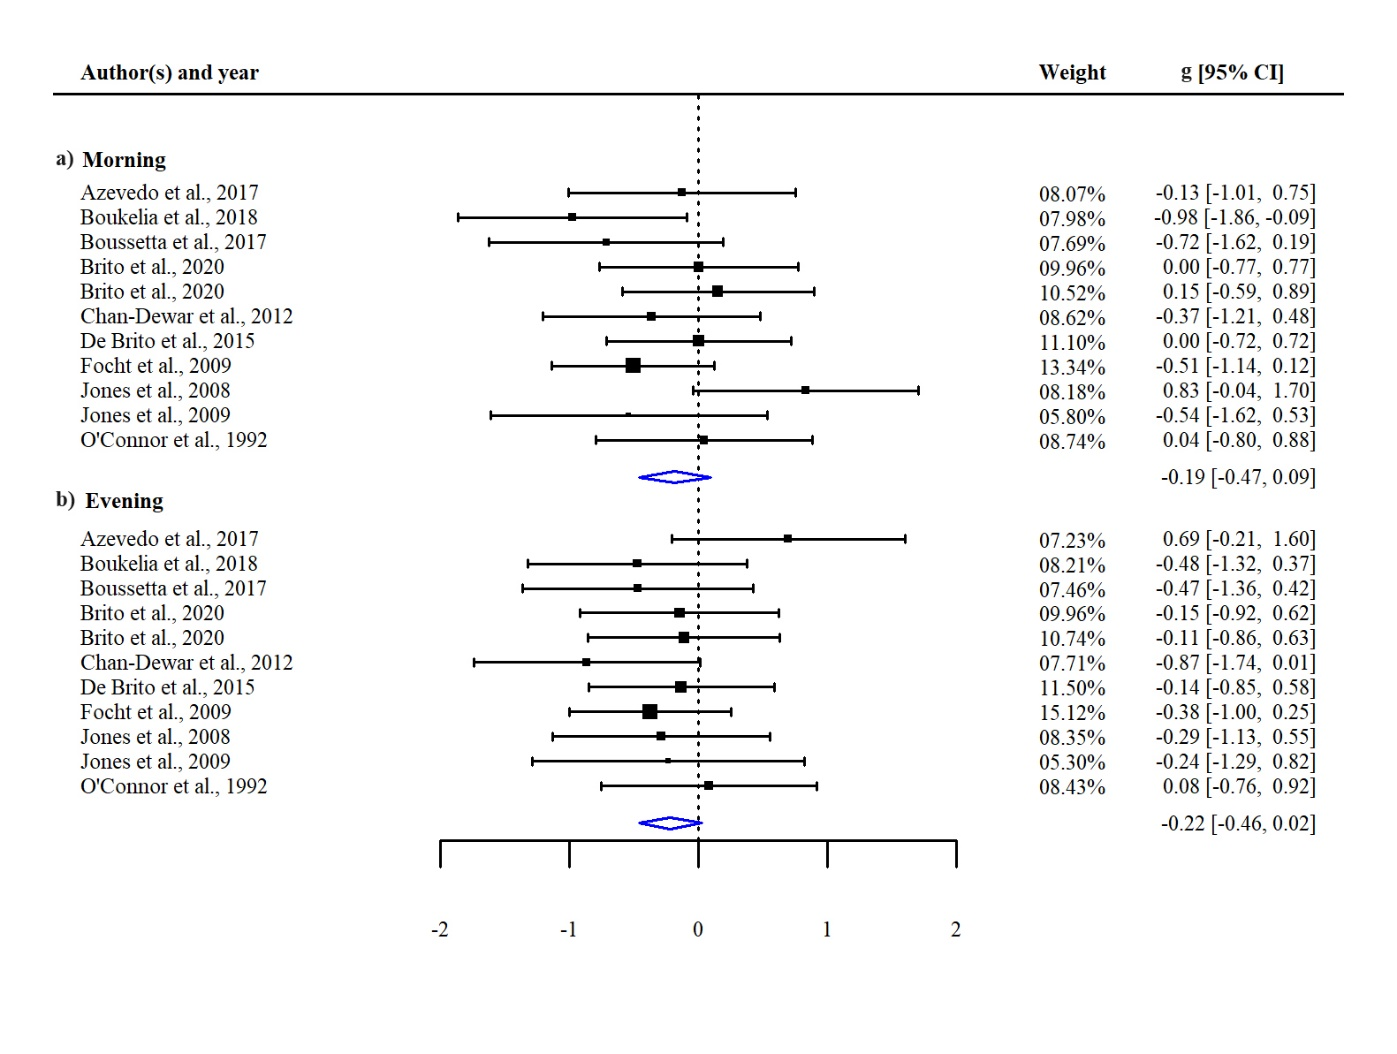 Author(s) and year Weight g [95% CI]
a) Morning
Azevedo et al., 2017 08.07% -0.13 [-1.01, 0.75]
Boukelia et al., 2018 07.98% -0.98 [-1.86, -0.09]
Boussetta et al., 2017 07.69% -0.72 [-1.62, 0.19]
Brito et al., 2020 09.96% 0.00 [-0.77, 0.77]
Brito et al., 2020 10.52% 0.15 [-0.59, 0.89]
Chan-Dewar et al., 2012 08.62% -0.37 [-1.21, 0.48]
De Brito et al., 2015 11.10% 0.00 [-0.72, 0.72]
Focht et al., 2009 13.34% -0.51 [-1.14, 0.12]
Jones et al., 2008 08.18% 0.83 [-0.04, 1.70]
Jones et al., 2009 05.80% -0.54 [-1.62, 0.53]
O'Connor et al., 1992 08.74% 0.04 [-0.80, 0.88]
-0.19 [-0.47, 0.09]
b) Evening
Azevedo et al., 2017 07.23% 0.69 [-0.21, 1.60]
Boukelia et al., 2018 08.21% -0.48 [-1.32, 0.37]
Boussetta et al., 2017 07.46% -0.47 [-1.36, 0.42]
Brito et al., 2020 09.96% -0.15 [-0.92, 0.62]
Brito et al., 2020 10.74% -0.11 [-0.86, 0.63]
Chan-Dewar et al., 2012 07.71% -0.87 [-1.74, 0.01]
De Brito et al., 2015 11.50% -0.14 [-0.85, 0.58]
Focht et al., 2009 15.12% -0.38 [-1.00, 0.25]
Jones et al., 2008 08.35% -0.29 [-1.13, 0.55]
Jones et al., 2009 05.30% -0.24 [-1.29, 0.82]
O'Connor et al., 1992 08.43% 0.08 [-0.76, 0.92]
-0.22 [-0.46, 0.02]
-2 -1 0 1 2